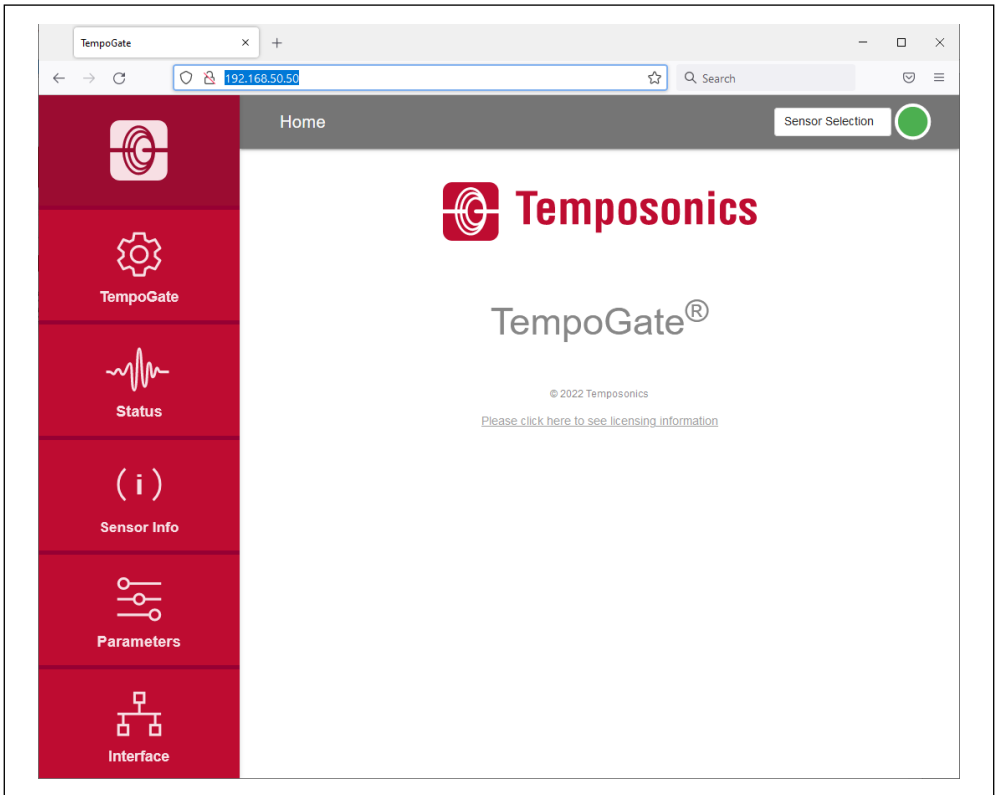 TempoGate
192.168.50.50
Search
Home
Sensor Selection
TempoGate
Status
(i)
Sensor Info
Parameters
Interface
Temposonics
TempoGate®
© 2022 Temposonics
Please click here to see licensing information